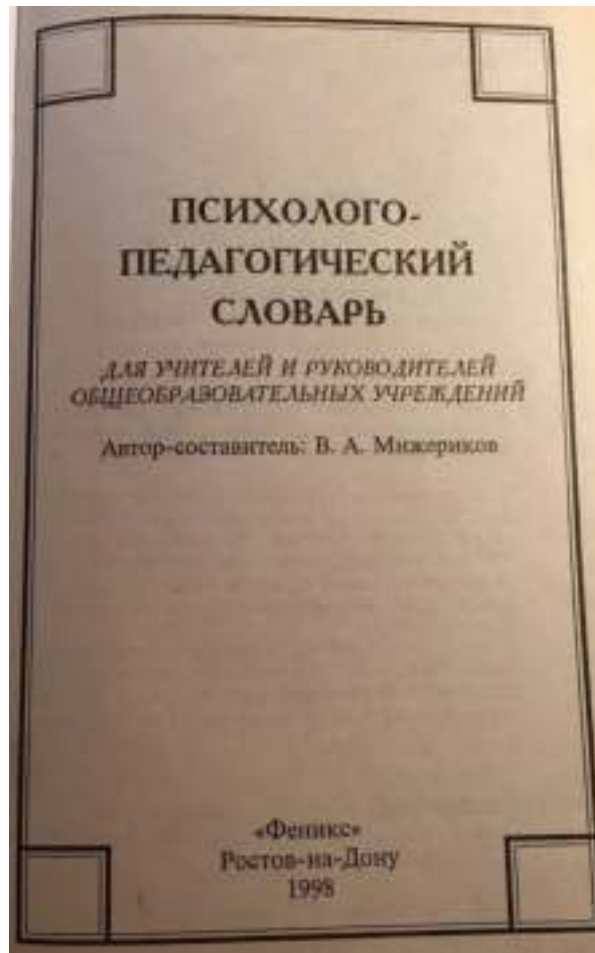 ПСИХОЛОГО-
ПЕДАГОГИЧЕСКИЙ
СЛОВАРЬ
ДЛЯ УЧИТЕЛЕЙ И РУКОВОДИТЕЛЕЙ
ОБЩЕОБРАЗОВАТЕЛЬНЫХ УЧРЕЖДЕНИЙ
Автор-составитель: В. А. Мижериков
«Феникс»
Ростов-на-Дону
1998